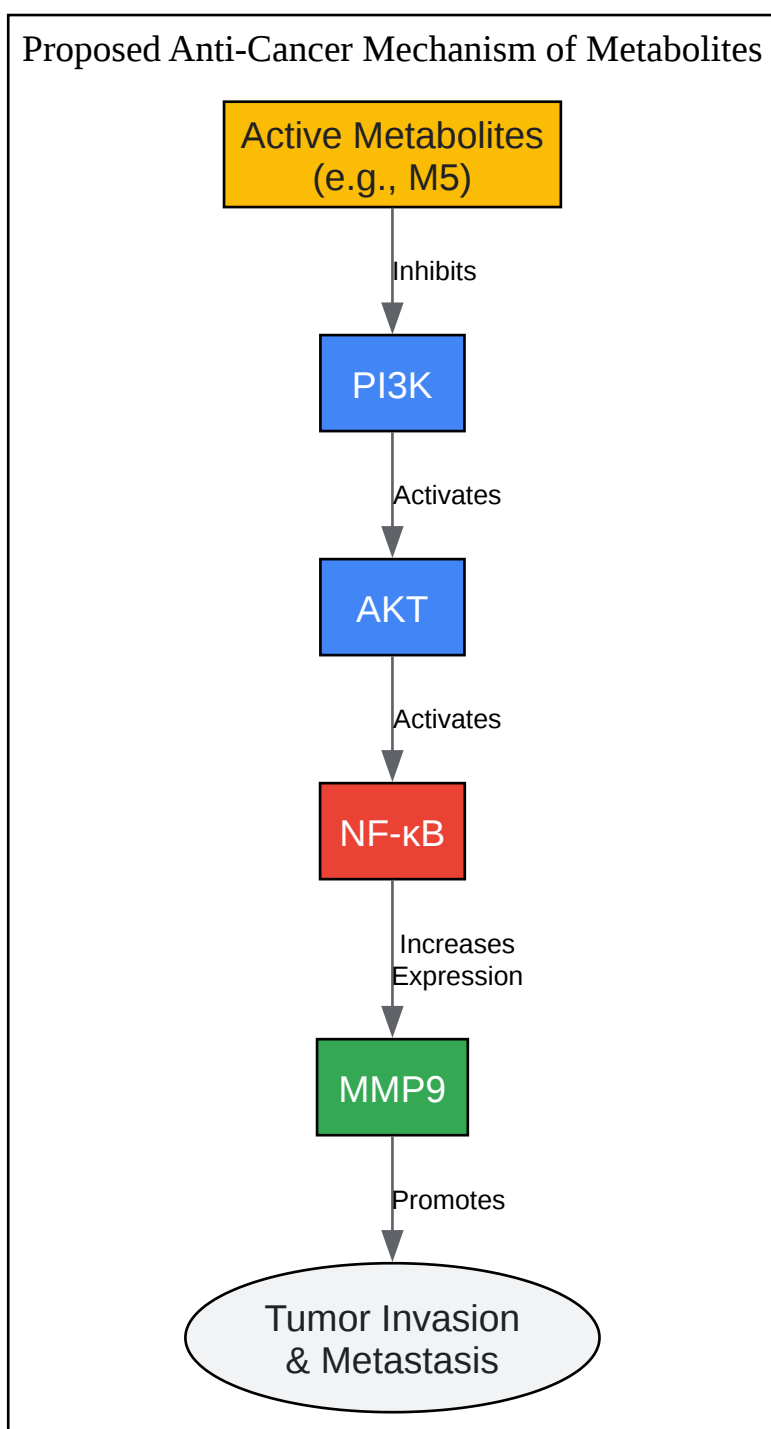 Proposed Anti-Cancer Mechanism of Metabolites
Active Metabolites
(e.g., M5)
Inhibits
PI3K
Activates
AKT
Activates
NF-κB
Increases
Expression
MMP9
Promotes
Tumor Invasion
& Metastasis